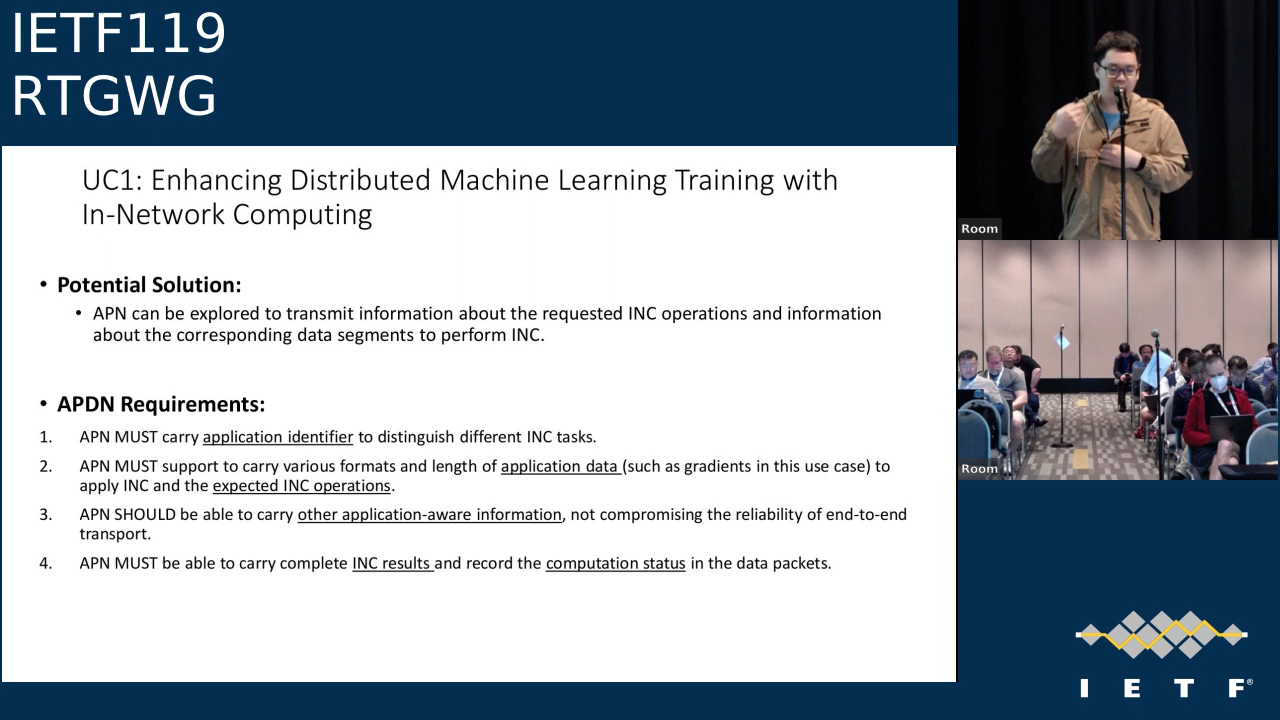 IETF119
RTGWG
UC1: Enhancing Distributed Machine Learning Training with
In-Network Computing
• Potential Solution:
• APN can be explored to transmit information about the requested INC operations and information
about the corresponding data segments to perform INC.
• APDN Requirements:
1. APN MUST carry application identifier to distinguish different INC tasks.
2. APN MUST support to carry various formats and length of application data (such as gradients in this use case) to
apply INC and the expected INC operations.
3. APN SHOULD be able to carry other application-aware information, not compromising the reliability of end-to-end
transport.
4. APN MUST be able to carry complete INC results and record the computation status in the data packets.
Room
Room
I E T F®